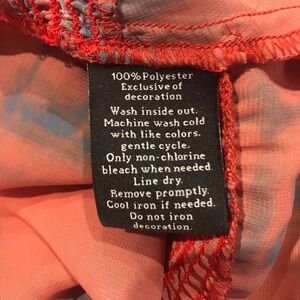 100% Polyester
Exclusive of
decoration
Wash inside out.
Machine wash cold
with like colors,
gentle cycle.
Only non-chlorine
bleach when needed.
Line dry.
Remove promptly.
Cool iron if needed.
Do not iron
decoration.